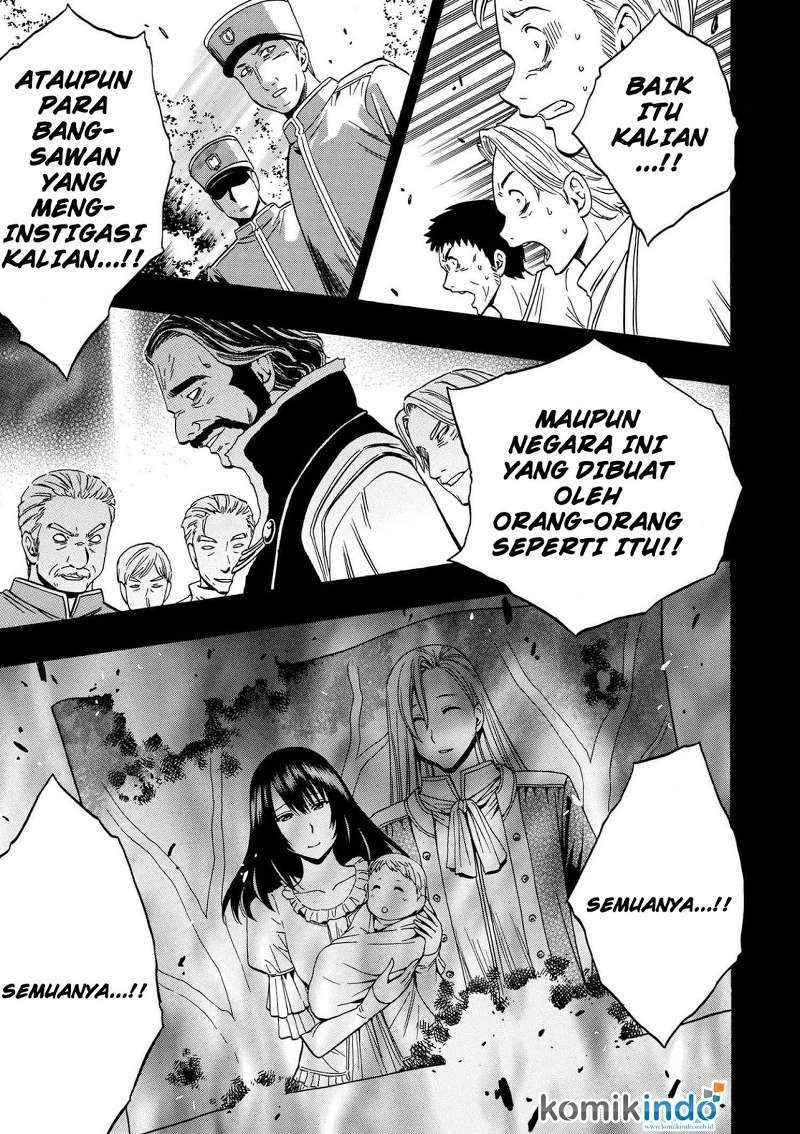 BAIK
ITU
KALIAN
...!!
ATAUPUN
PARA
BANG-
SAWAN
YANG
MENG-
INSTIGASI
KALIAN...!!
MAUPUN
NEGARA INI
YANG DIBUAT
OLEH
ORANG-ORANG
SEPERTI ITU!!
SEMUANYA...!!
SEMUANYA...!!
komikindo
www.komikindo.web.id